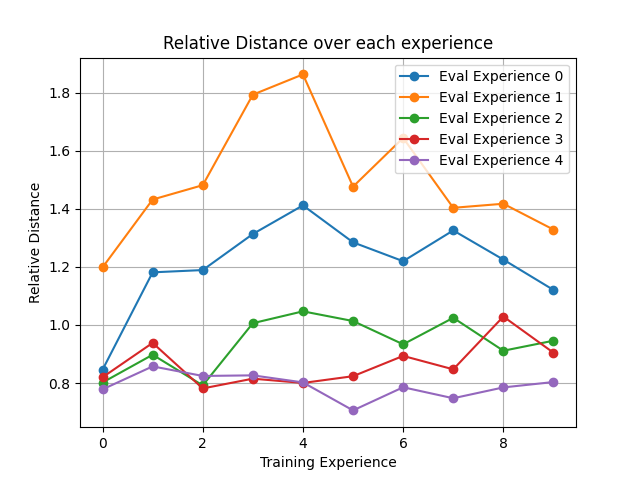 Relative Distance over each experience
Eval Experience 0
Eval Experience 1
Eval Experience 2
Eval Experience 3
Eval Experience 4
Relative Distance
1.8
1.6
1.4
1.2
1.0
0.8
0 2 4 6 8
Training Experience